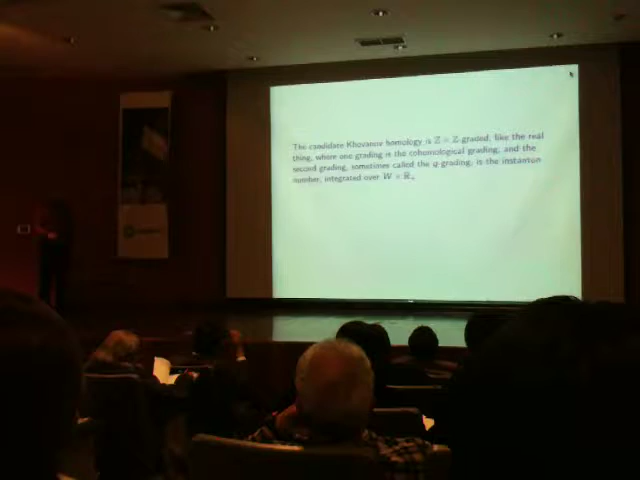 The candidate Khovanov homology is ℤ × ℤ-graded, like the real
thing, where one grading is the cohomological grading, and the
second grading, sometimes called the q-grading, is the instanton
number, integrated over W × ℝ₊